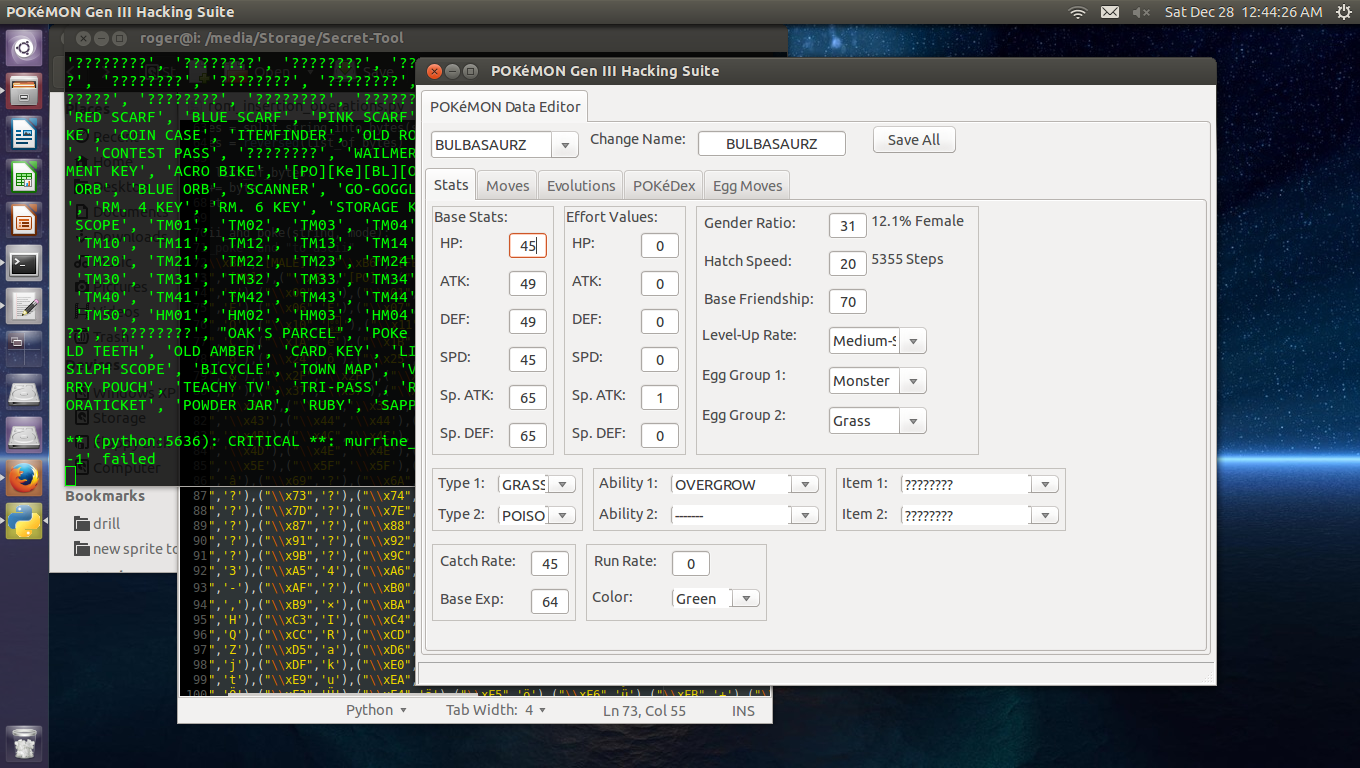 POKéMON Gen III Hacking Suite
Sat Dec 28 12:44:26 AM
roger@i: /media/Storage/Secret-Tool
'????????', '????????', '????????', '??
?', '????????', '????????', '????????',
?????', '????????', '????????', '??????
'RED SCARF', 'BLUE SCARF', 'PINK SCARF'
KE', 'COIN CASE', 'ITEMFINDER', 'OLD RO
', 'CONTEST PASS', '????????', 'WAILMER
MENT KEY', 'ACRO BIKE', '[PO][Ke][BL][O
ORB', 'BLUE ORB', 'SCANNER', 'GO-GOGGL
', 'RM. 4 KEY', 'RM. 6 KEY', 'STORAGE K
SCOPE', 'TM01', 'TM02', 'TM03', 'TM04'
'TM10', 'TM11', 'TM12', 'TM13', 'TM14'
'TM20', 'TM21', 'TM22', 'TM23', 'TM24'
'TM30', 'TM31', 'TM32', 'TM33', 'TM34'
'TM40', 'TM41', 'TM42', 'TM43', 'TM44'
'TM50', 'HM01', 'HM02', 'HM03', 'HM04'
??', '????????', "OAK'S PARCEL", 'POKe
LD TEETH', 'OLD AMBER', 'CARD KEY', 'LI
SILPH SCOPE', 'BICYCLE', 'TOWN MAP', 'V
RRY POUCH', 'TEACHY TV', 'TRI-PASS', 'R
ORATICKET', 'POWDER JAR', 'RUBY', 'SAPP
** (python:5636): CRITICAL **: murrine_
-1' failed
Computer
Bookmarks
drill
new sprite to
87 '?'),("\\x73",'?'),("\\x74",
88 '?'),("\\x7D",'?'),("\\x7E",
89 '?'),("\\x87",'?'),("\\x88",
90 '?'),("\\x91",'?'),("\\x92",
91 '?'),("\\x9B",'?'),("\\x9C",
92 '3'),("\\xA5",'4'),("\\xA6",
93 '-'),("\\xAF",'?'),("\\xB0",
94 ','),("\\xB9",'×'),("\\xBA",
95 'H'),("\\xC3",'I'),("\\xC4",
96 'Q'),("\\xCC",'R'),("\\xCD",
97 'Z'),("\\xD5",'a'),("\\xD6",
98 'j'),("\\xDF",'k'),("\\xE0",
99 't'),("\\xE9",'u'),("\\xEA",
Python Tab Width: 4 Ln 73, Col 55 INS
POKéMON Gen III Hacking Suite
POKéMON Data Editor
BULBASAURZ Change Name: BULBASAURZ Save All
Stats Moves Evolutions POKéDex Egg Moves
Base Stats: Effort Values:
HP: 45 HP: 0
ATK: 49 ATK: 0
DEF: 49 DEF: 0
SPD: 45 SPD: 0
Sp. ATK: 65 Sp. ATK: 1
Sp. DEF: 65 Sp. DEF: 0
Gender Ratio: 31 12.1% Female
Hatch Speed: 20 5355 Steps
Base Friendship: 70
Level-Up Rate: Medium-S
Egg Group 1: Monster
Egg Group 2: Grass
Type 1: GRASS Ability 1: OVERGROW Item 1: ????????
Type 2: POISO Ability 2: ------- Item 2: ????????
Catch Rate: 45 Run Rate: 0
Base Exp: 64 Color: Green